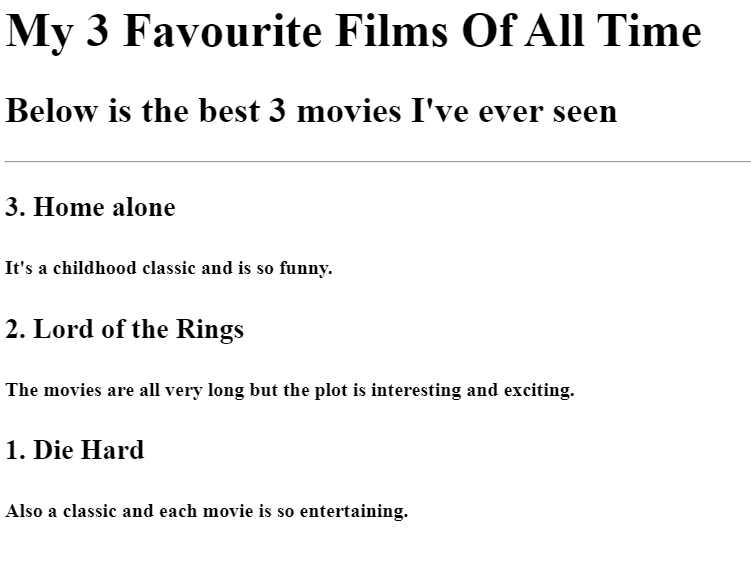 My 3 Favourite Films Of All Time
Below is the best 3 movies I've ever seen
3. Home alone
It's a childhood classic and is so funny.
2. Lord of the Rings
The movies are all very long but the plot is interesting and exciting.
1. Die Hard
Also a classic and each movie is so entertaining.